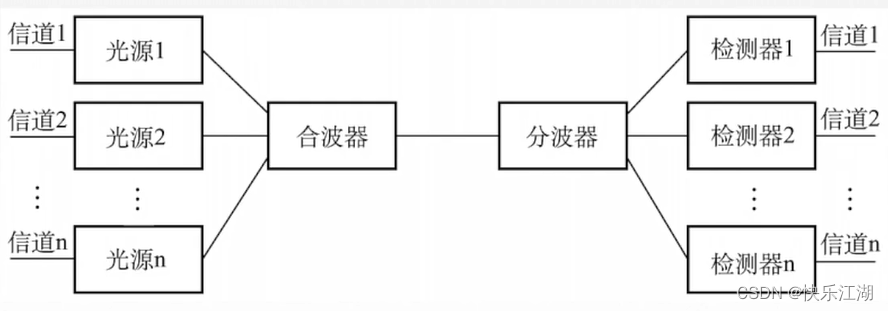 信道1
光源1
检测器1
信道1
信道2
光源2
合波器
分波器
检测器2
信道2
信道n
光源n
检测器n
信道n
CSDN @快乐江湖